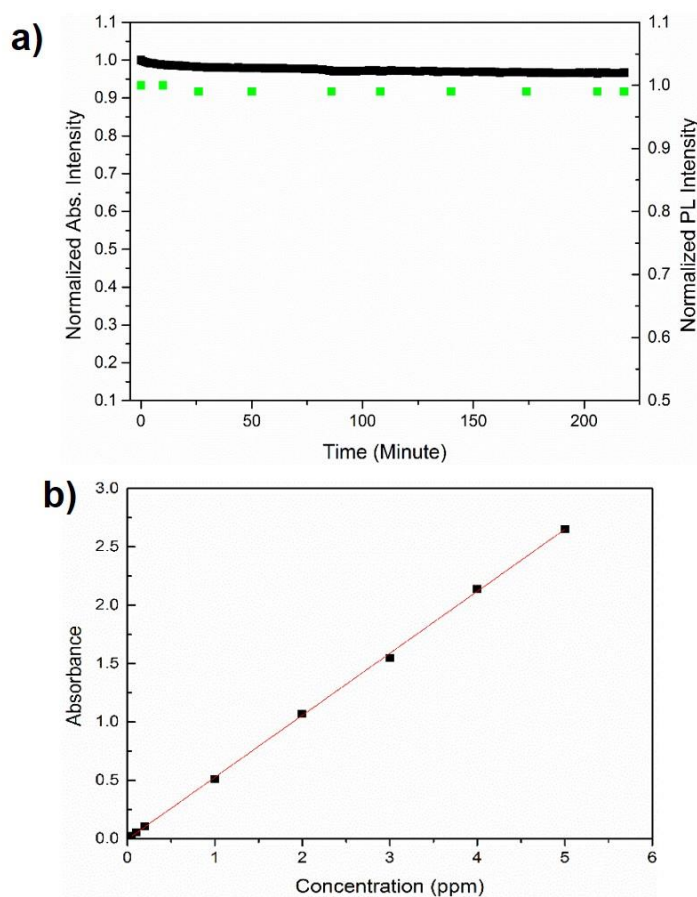 a)
Normalized Abs. Intensity
1.1
1.0
0.9
0.8
0.7
0.6
0.5
0.4
0.3
0.2
0.1
1.1
1.0
0.9
0.8
0.7
0.6
0.5
Normalized PL Intensity
0 50 100 150 200
Time (Minute)
b)
Absorbance
3.0
2.5
2.0
1.5
1.0
0.5
0.0
0 1 2 3 4 5 6
Concentration (ppm)